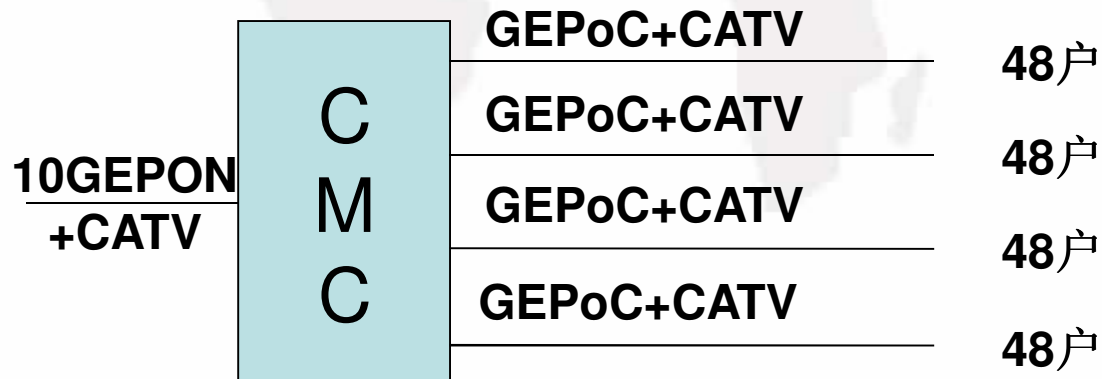 GEPoC+CATV
48户
GEPoC+CATV
48户
10GEPON
+CATV
C
M
C
GEPoC+CATV
48户
GEPoC+CATV
48户